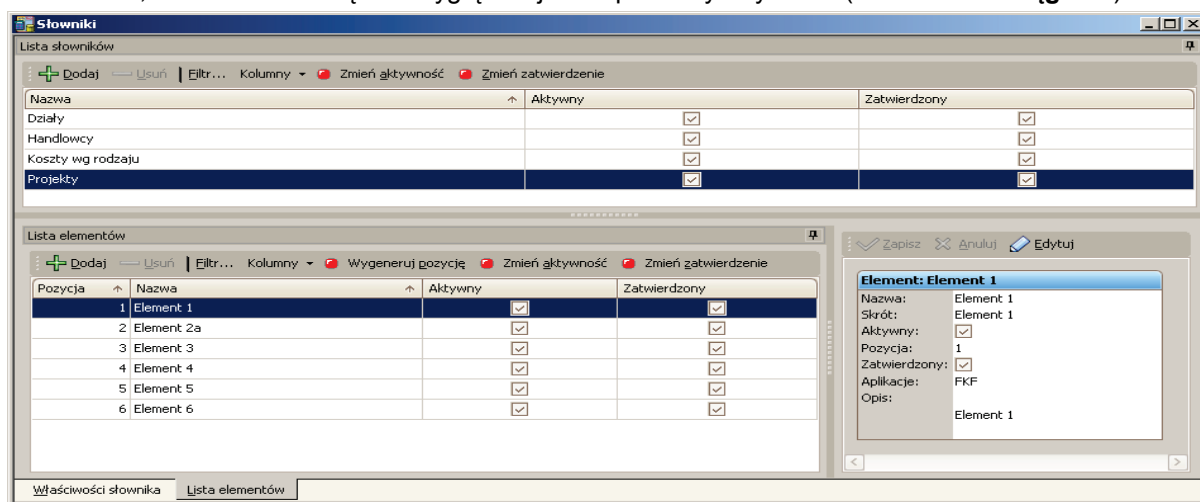 Słowniki
Lista słowników
Dodaj Usuń Filtr... Kolumny Zmień aktywność Zmień zatwierdzenie
Nazwa Aktywny Zatwierdzony
Działy
Handlowcy
Koszty wg rodzaju
Projekty
Lista elementów
Dodaj Usuń Filtr... Kolumny Wygeneruj pozycję Zmień aktywność Zmień zatwierdzenie
Pozycja Nazwa Aktywny Zatwierdzony
1 Element 1
2 Element 2a
3 Element 3
4 Element 4
5 Element 5
6 Element 6
Zapisz Anuluj Edytuj
Element: Element 1
Nazwa: Element 1
Skrót: Element 1
Aktywny:
Pozycja: 1
Zatwierdzony:
Aplikacje: FKF
Opis:
Element 1
Właściwości słownika Lista elementów